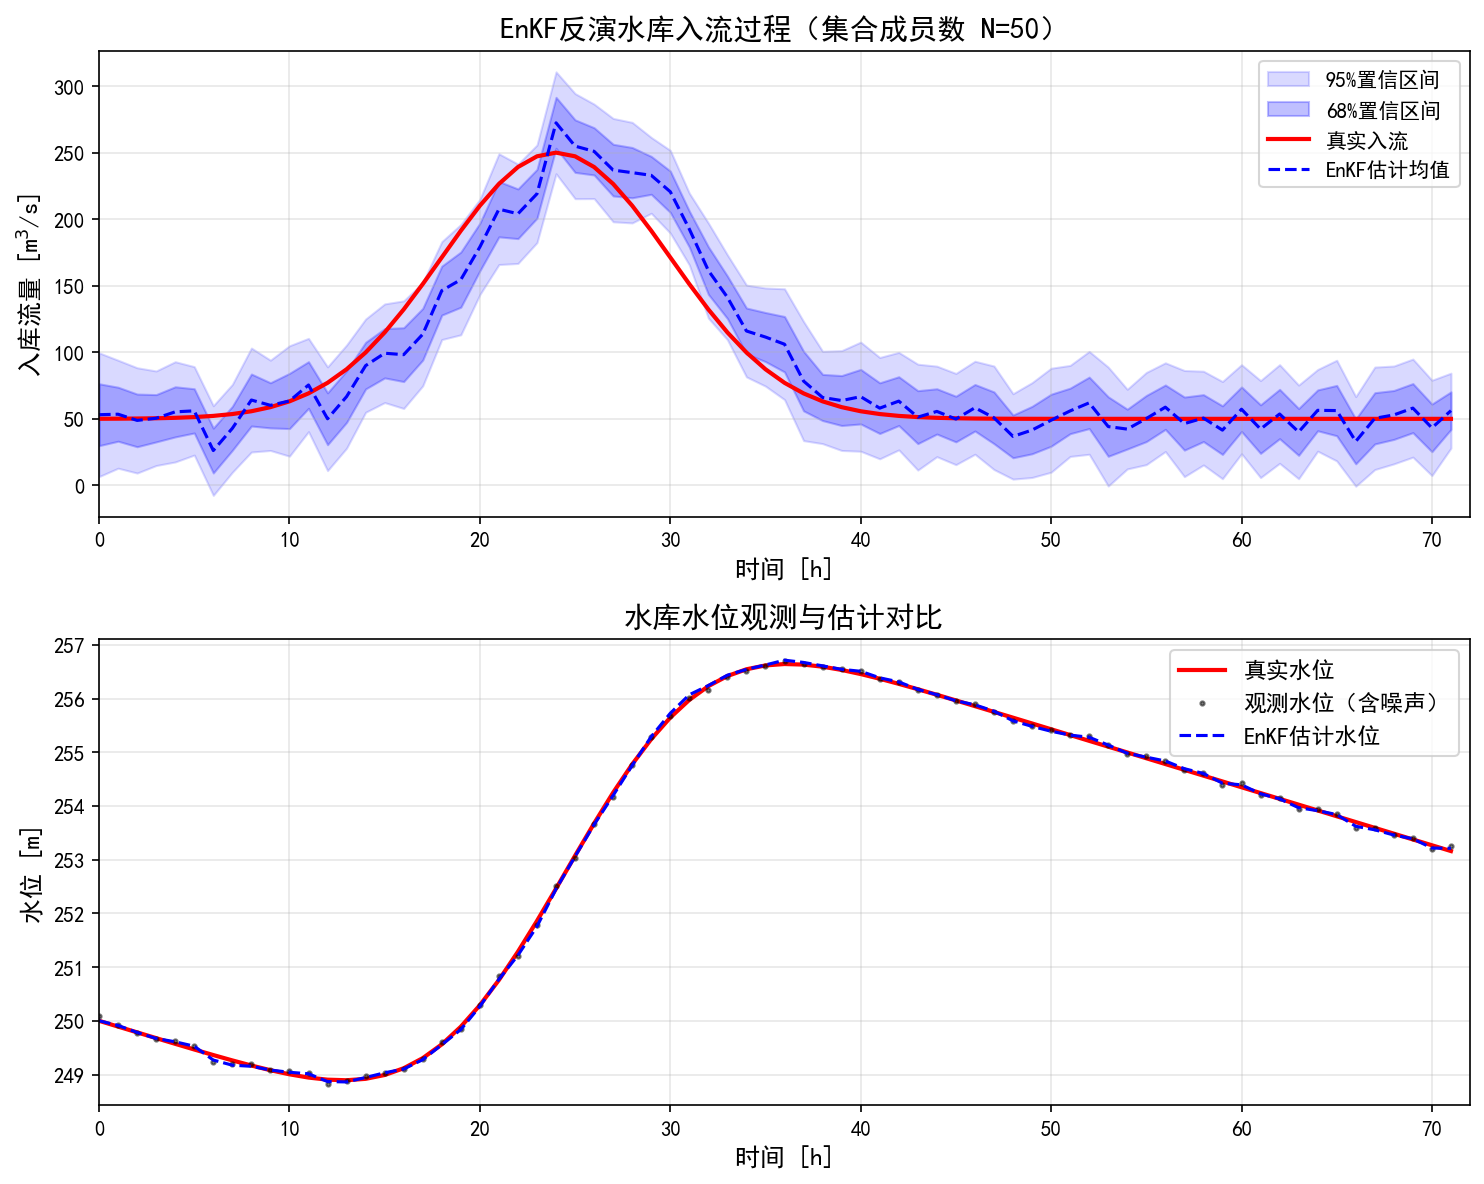 EnKF反演水库入流过程（集合成员数 N=50）
入库流量 [m³/s]
300
250
200
150
100
50
0
95%置信区间
68%置信区间
真实入流
EnKF估计均值
0 10 20 30 40 50 60 70
时间 [h]
水库水位观测与估计对比
水位 [m]
257
256
255
254
253
252
251
250
249
真实水位
观测水位（含噪声）
EnKF估计水位
0 10 20 30 40 50 60 70
时间 [h]